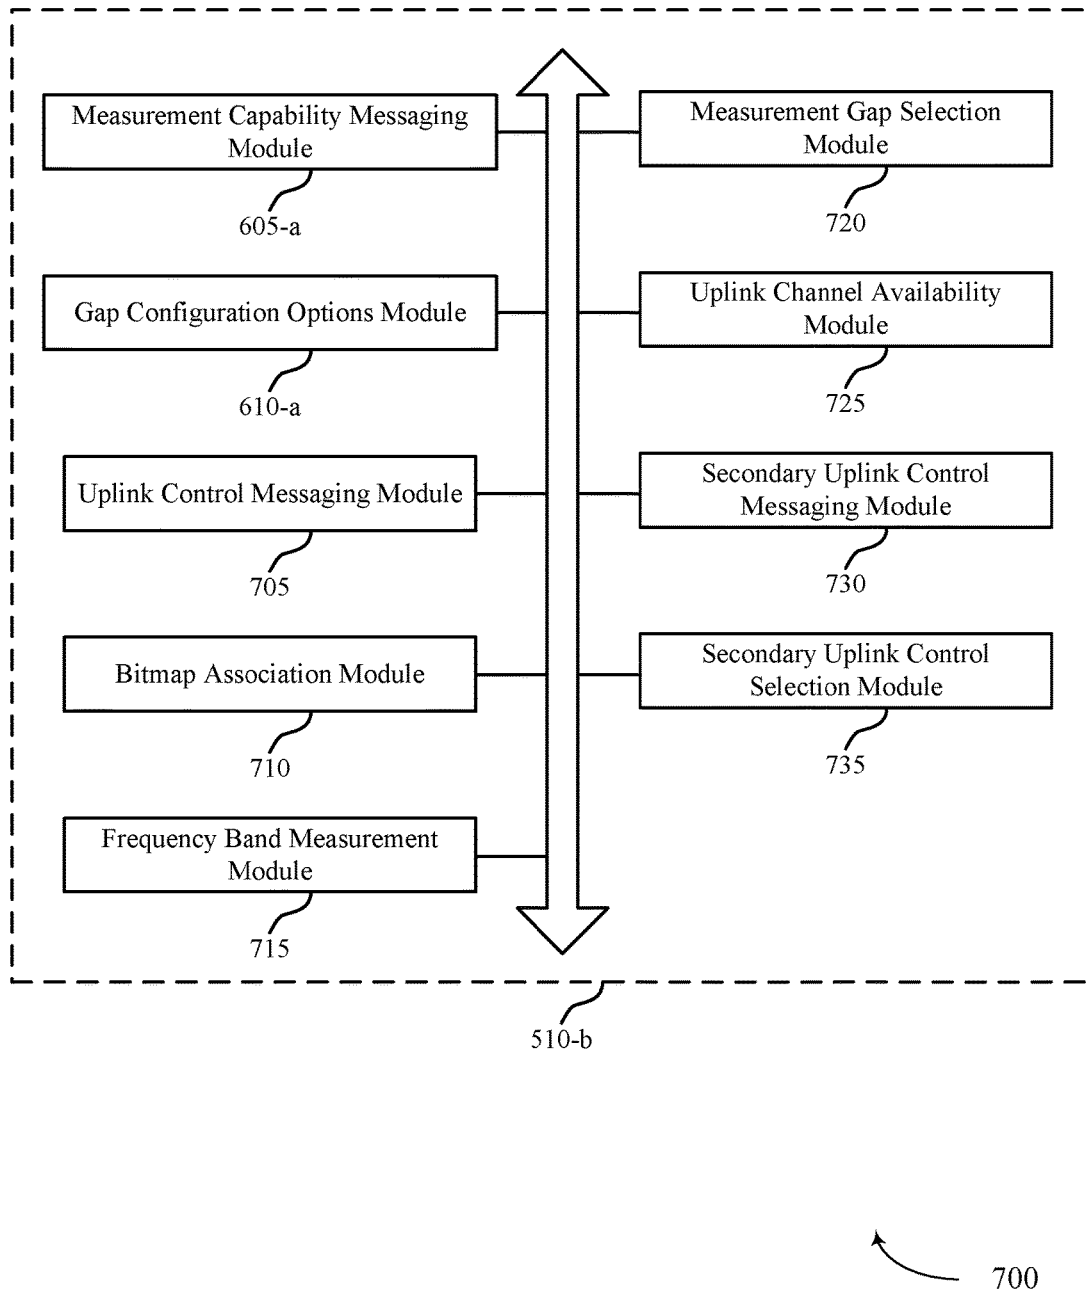 Measurement Capability Messaging
Module
605-a
Gap Configuration Options Module
610-a
Uplink Control Messaging Module
705
Bitmap Association Module
710
Frequency Band Measurement
Module
715
Measurement Gap Selection
Module
720
Uplink Channel Availability
Module
725
Secondary Uplink Control
Messaging Module
730
Secondary Uplink Control
Selection Module
735
510-b
700